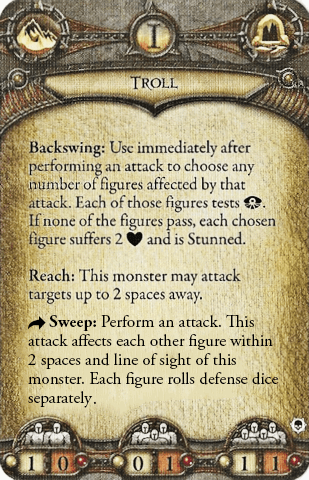 I
TROLL
Backswing: Use immediately after
performing an attack to choose any
number of figures affected by that
attack. Each of those figures tests .
If none of the figures pass, each chosen
figure suffers 2 and is Stunned.
Reach: This monster may attack
targets up to 2 spaces away.
Sweep: Perform an attack. This
attack affects each other figure within
2 spaces and line of sight of this
monster. Each figure rolls defense dice
separately.
1 0 0 1 1 1